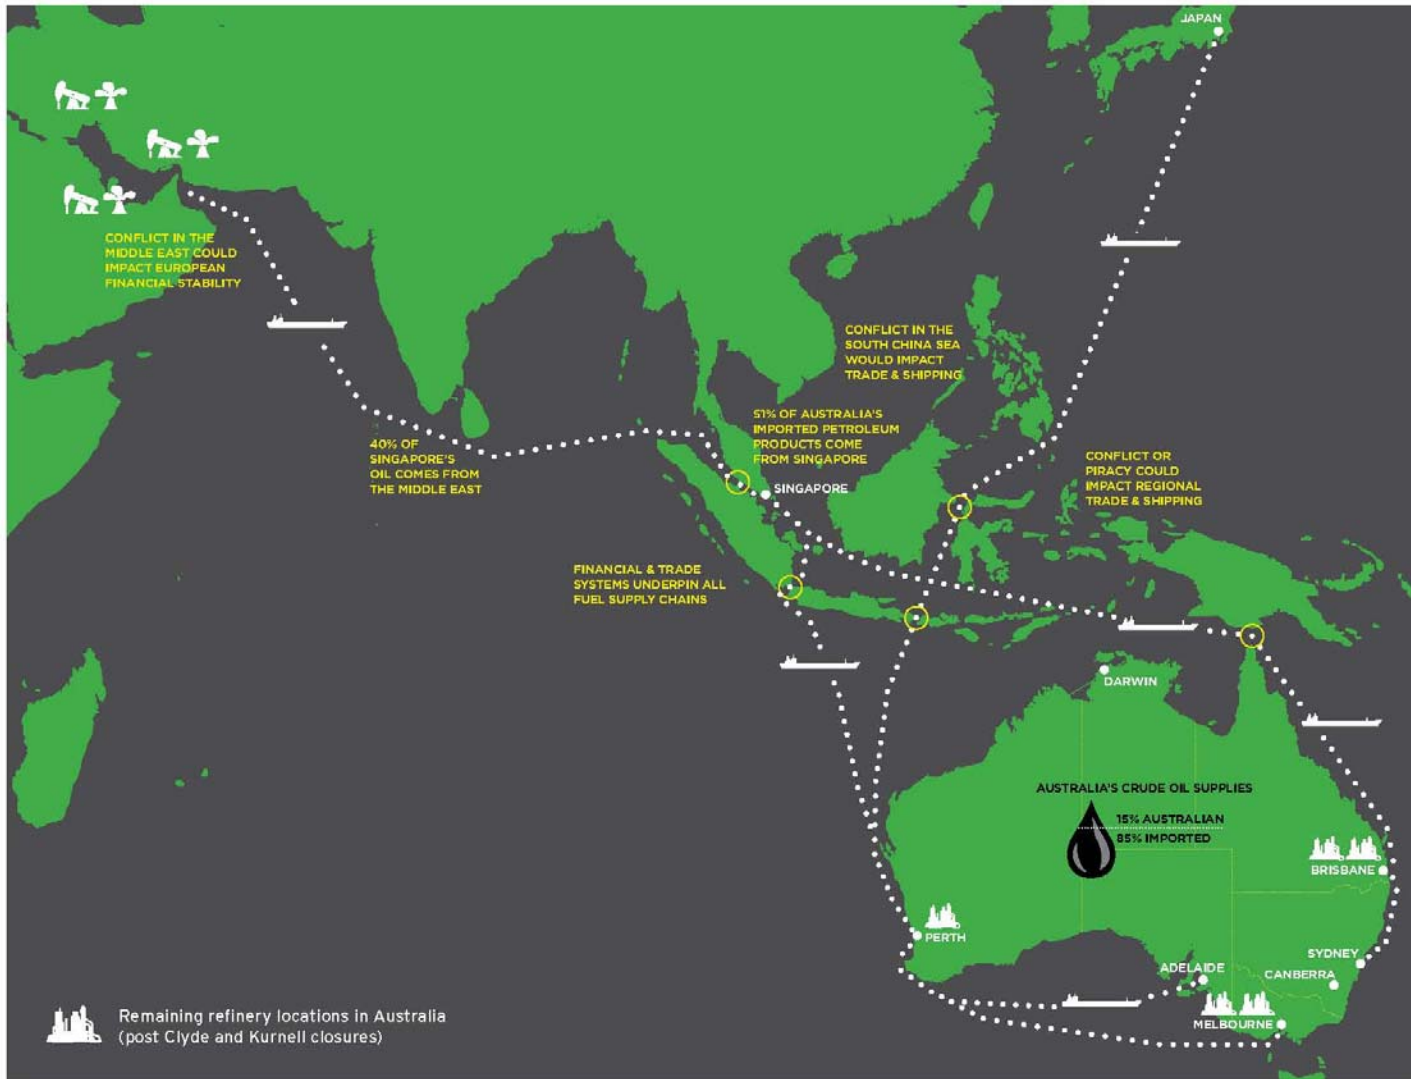 JAPAN
CONFLICT IN THE
MIDDLE EAST COULD
IMPACT EUROPEAN
FINANCIAL STABILITY
CONFLICT IN THE
SOUTH CHINA SEA
WOULD IMPACT
TRADE & SHIPPING
51% OF AUSTRALIA'S
IMPORTED PETROLEUM
PRODUCTS COME
FROM SINGAPORE
40% OF
SINGAPORE'S
OIL COMES FROM
THE MIDDLE EAST
CONFLICT OR
PIRACY COULD
IMPACT REGIONAL
TRADE & SHIPPING
SINGAPORE
FINANCIAL & TRADE
SYSTEMS UNDERPIN ALL
FUEL SUPPLY CHAINS
DARWIN
AUSTRALIA'S CRUDE OIL SUPPLIES
15% AUSTRALIAN
85% IMPORTED
BRISBANE
PERTH
SYDNEY
ADELAIDE
CANBERRA
MELBOURNE
Remaining refinery locations in Australia
(post Clyde and Kurnell closures)